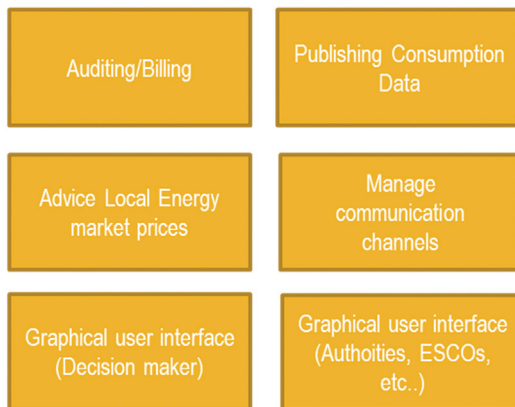 Auditing/Billing
Publishing Consumption
Data
Advice Local Energy
market prices
Manage
communication
channels
Graphical user interface
(Decision maker)
Graphical user interface
(Authoities, ESCOs,
etc..)